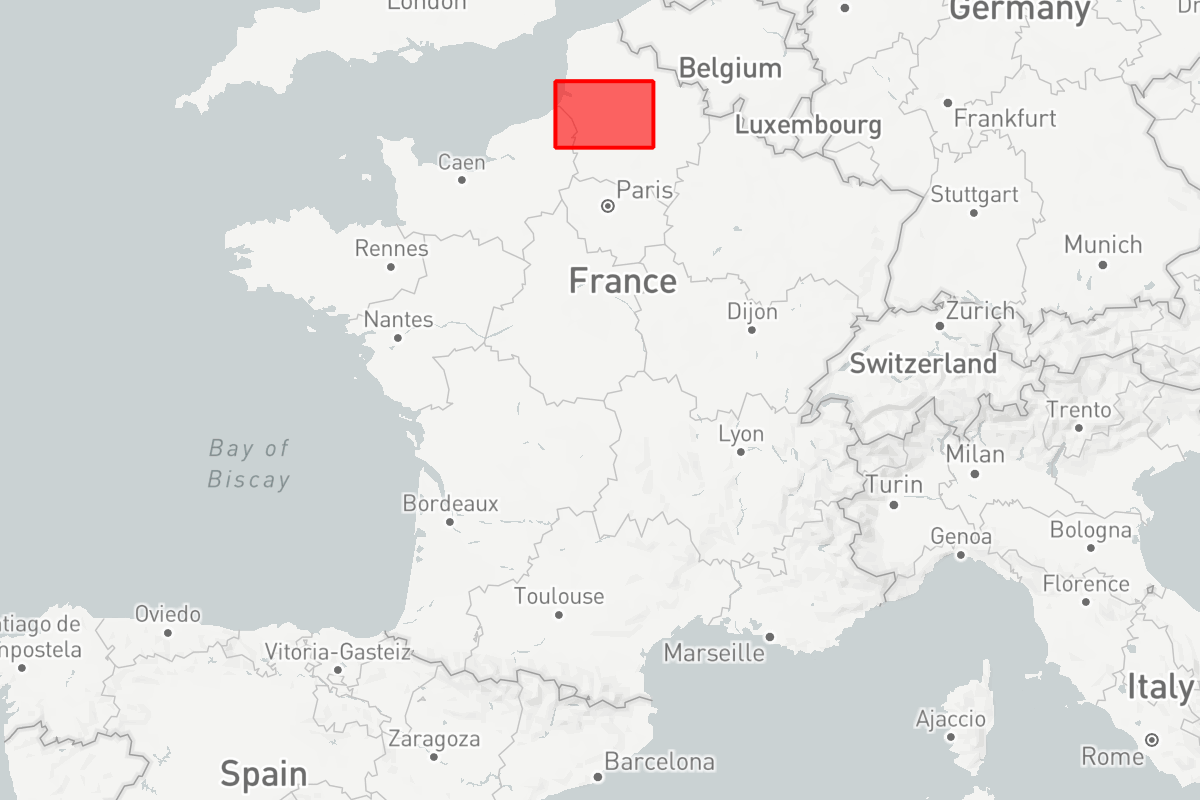 London
Germany
Dr
Belgium
Luxembourg
Frankfurt
Caen
Paris
Stuttgart
Rennes
Munich
France
Nantes
Dijon
Zurich
Switzerland
Trento
Bay of
Biscay
Lyon
Milan
Turin
Bordeaux
Genoa
Bologna
Toulouse
Florence
Oviedo
tiago de
npostela
Vitoria-Gasteiz
Marseille
Italy
Ajaccio
Zaragoza
Rome
Barcelona
Spain